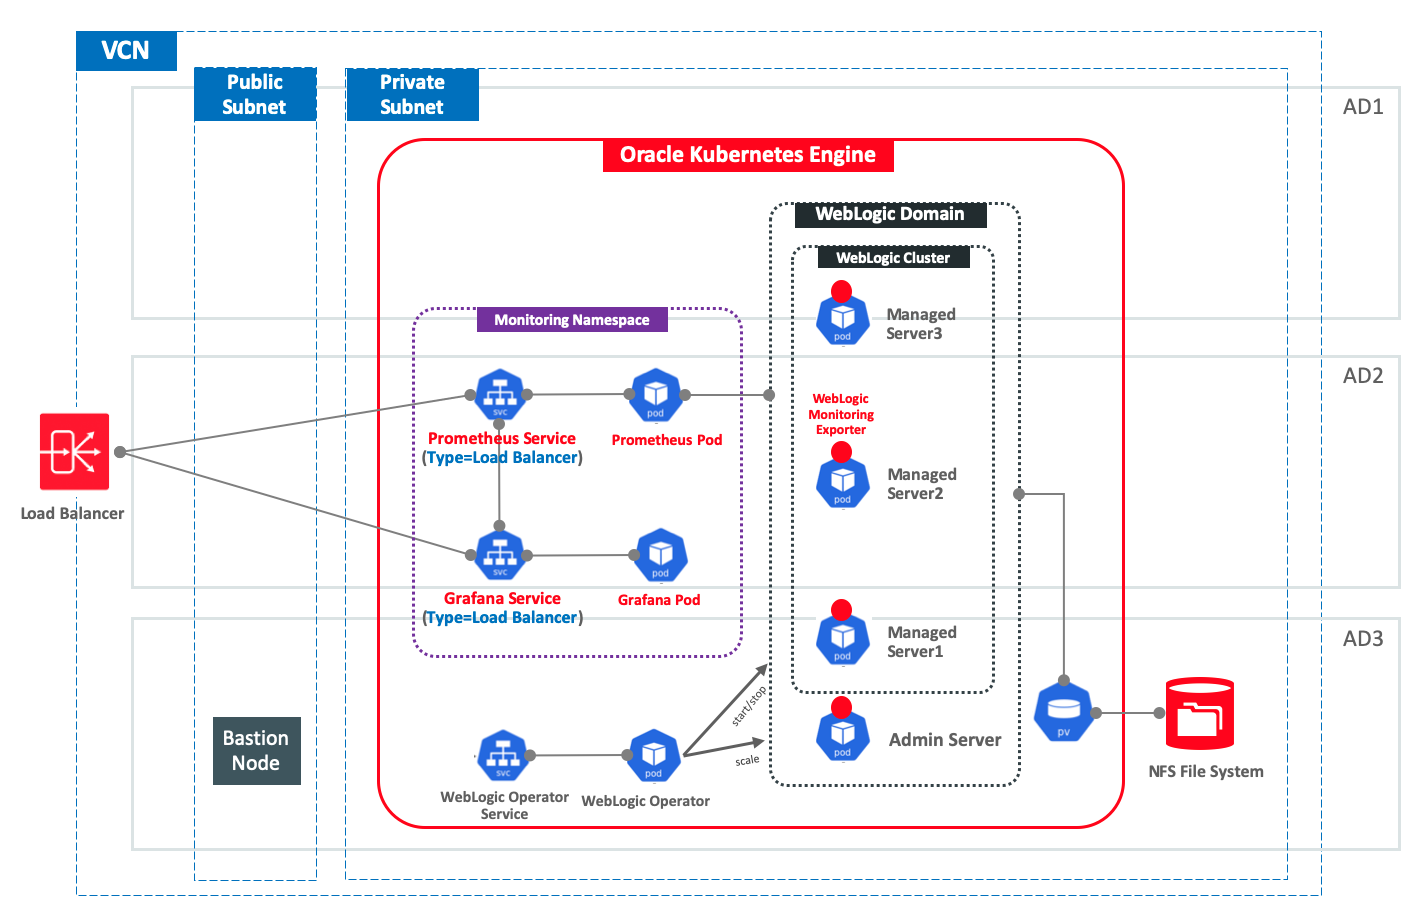 VCN
Public
Subnet
Private
Subnet
AD1
Oracle Kubernetes Engine
WebLogic Domain
WebLogic Cluster
Managed
Server3
pod
Monitoring Namespace
AD2
svc
pod
Prometheus Service
(Type=Load Balancer)
Prometheus Pod
WebLogic
Monitoring
Exporter
Managed
Server2
pod
Load Balancer
svc
pod
Grafana Service
(Type=Load Balancer)
Grafana Pod
AD3
Managed
Server1
pod
start/stop
scale
Bastion
Node
svc
pod
WebLogic Operator
Service
WebLogic Operator
pod
Admin Server
pv
NFS File System